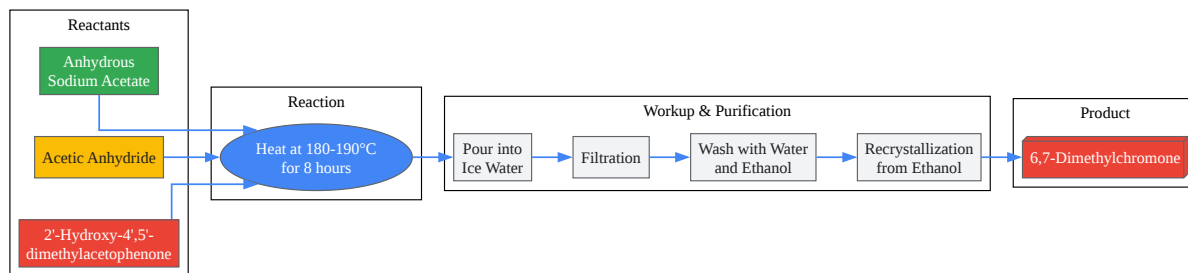 Reactants
Anhydrous
Sodium Acetate
Acetic Anhydride
2'-Hydroxy-4',5'-
dimethylacetophenone
Reaction
Heat at 180-190°C
for 8 hours
Workup & Purification
Pour into
Ice Water
Filtration
Wash with Water
and Ethanol
Recrystallization
from Ethanol
Product
6,7-Dimethylchromone